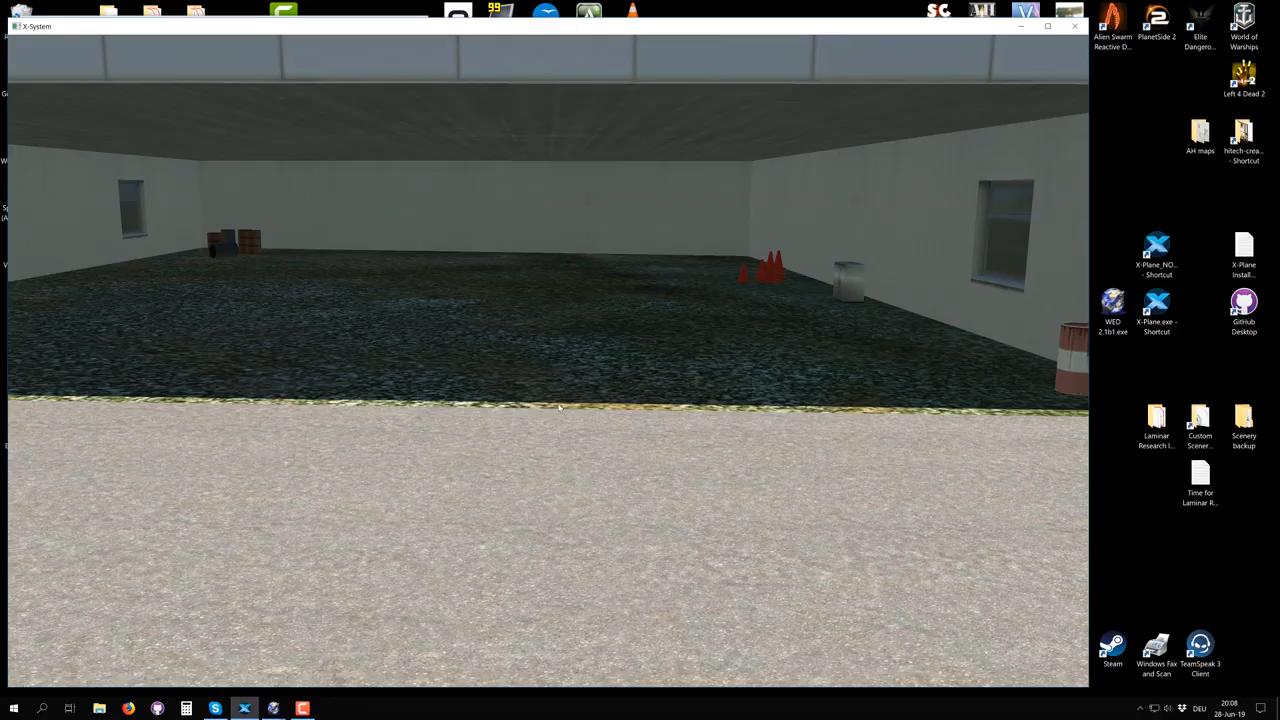 99
SC
X-System
Alien Swarm
Reactive D...
PlanetSide 2
Elite
Dangero...
World of
Warships
Left 4 Dead 2
AH maps
hitech-crea...
- Shortcut
X-Plane_NO...
- Shortcut
X-Plane
Install...
WED
2.1b1.exe
X-Plane.exe -
Shortcut
GitHub
Desktop
Laminar
Research I...
Custom
Scener...
Scenery
backup
Time for
Laminar R...
Steam
Windows Fax
and Scan
TeamSpeak 3
Client
DEU
20:08
28-Jun-19